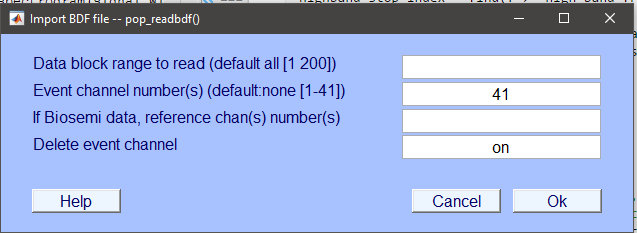 Import BDF file -- pop_readbdf()
Data block range to read (default all [1 200])
Event channel number(s) (default:none [1-41])
41
If Biosemi data, reference chan(s) number(s)
Delete event channel
on
Help
Cancel
Ok